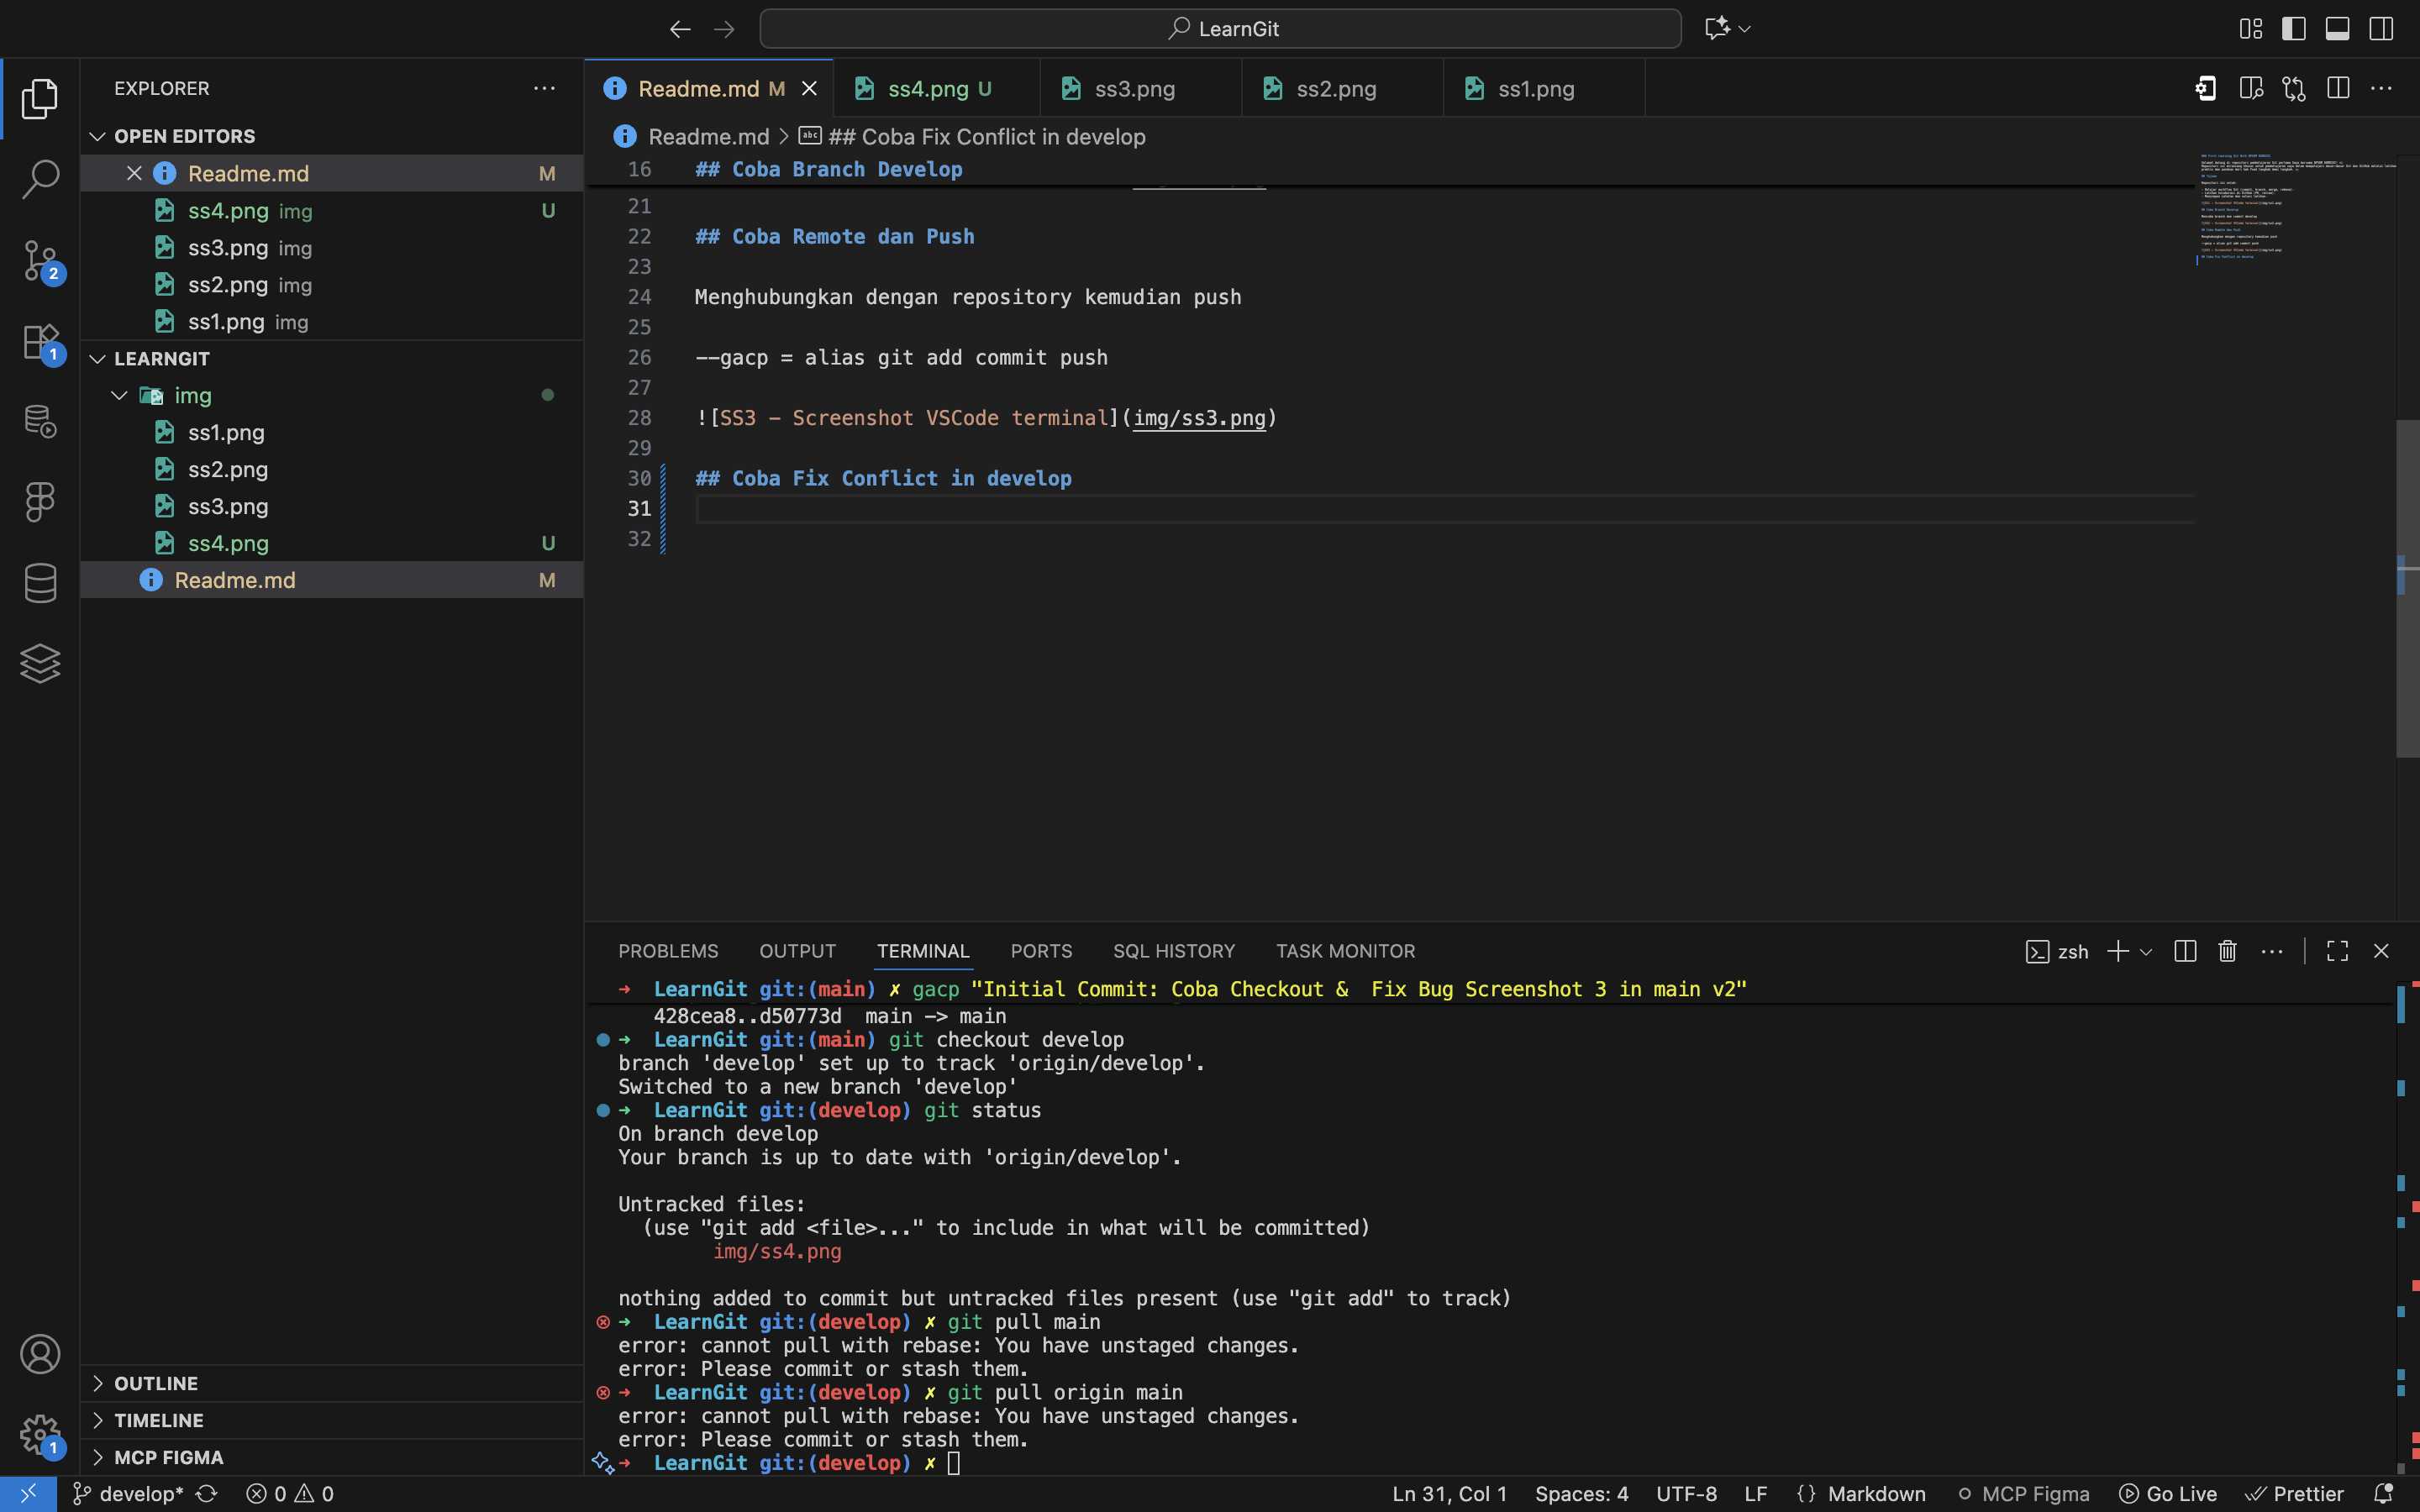 LearnGit
EXPLORER
OPEN EDITORS
Readme.md M
ss4.png img U
ss3.png img
ss2.png img
ss1.png img
LEARNGIT
img
ss1.png
ss2.png
ss3.png
ss4.png U
Readme.md M
OUTLINE
TIMELINE
MCP FIGMA
2
1
1
Readme.md M
ss4.png U
ss3.png
ss2.png
ss1.png
Readme.md > ## Coba Fix Conflict in develop
16 ## Coba Branch Develop
21
22 ## Coba Remote dan Push
23
24 Menghubungkan dengan repository kemudian push
25
26 --gacp = alias git add commit push
27
28 ![SS3 - Screenshot VSCode terminal](img/ss3.png)
29
30 ## Coba Fix Conflict in develop
31
32
PROBLEMS OUTPUT TERMINAL PORTS SQL HISTORY TASK MONITOR
zsh
➜ LearnGit git:(main) ✗ gacp "Initial Commit: Coba Checkout &  Fix Bug Screenshot 3 in main v2"
428cea8..d50773d  main -> main
➜ LearnGit git:(main) git checkout develop
branch 'develop' set up to track 'origin/develop'.
Switched to a new branch 'develop'
➜ LearnGit git:(develop) git status
On branch develop
Your branch is up to date with 'origin/develop'.
Untracked files:
(use "git add <file>..." to include in what will be committed)
img/ss4.png
nothing added to commit but untracked files present (use "git add" to track)
➜ LearnGit git:(develop) ✗ git pull main
error: cannot pull with rebase: You have unstaged changes.
error: Please commit or stash them.
➜ LearnGit git:(develop) ✗ git pull origin main
error: cannot pull with rebase: You have unstaged changes.
error: Please commit or stash them.
➜ LearnGit git:(develop) ✗
develop* 0 0 Ln 31, Col 1 Spaces: 4 UTF-8 LF {} Markdown MCP Figma Go Live Prettier